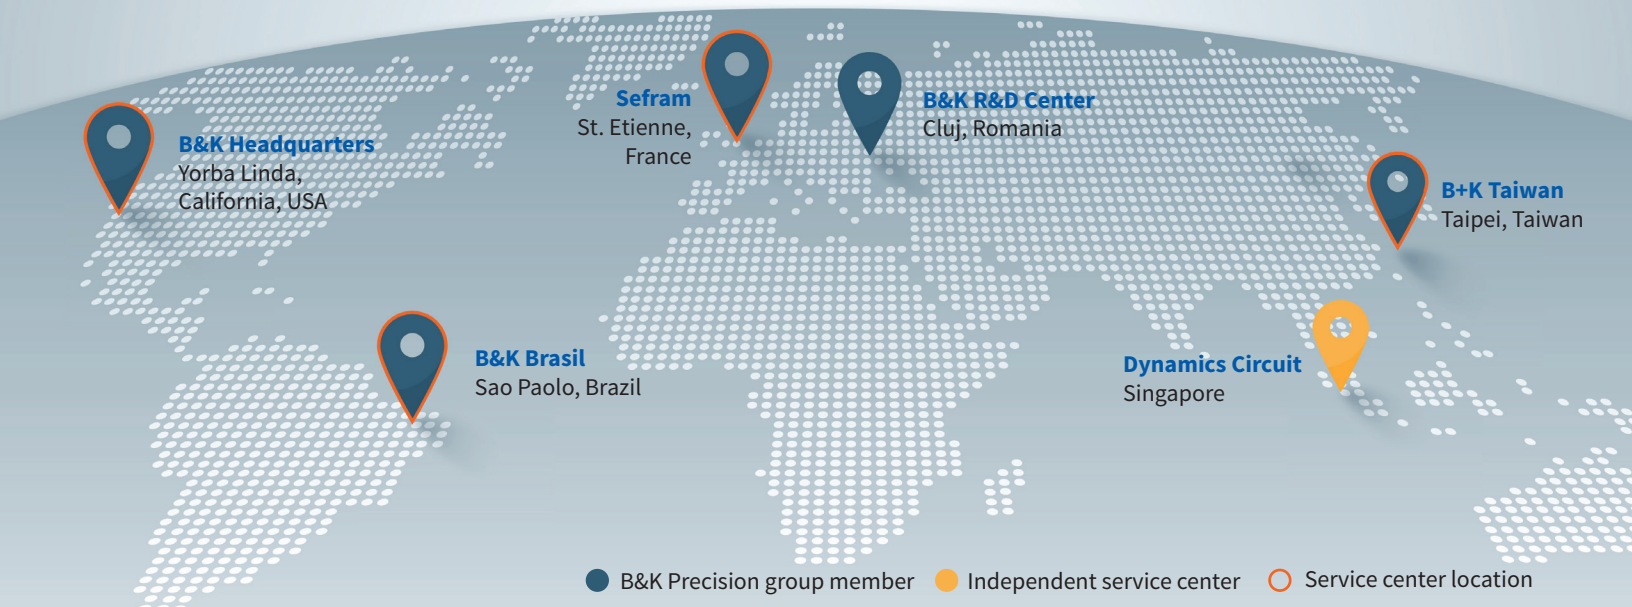 B&K Headquarters
Yorba Linda,
California, USA
Sefram
St. Etienne,
France
B&K R&D Center
Cluj, Romania
B+K Taiwan
Taipei, Taiwan
B&K Brasil
Sao Paolo, Brazil
Dynamics Circuit
Singapore
B&K Precision group member
Independent service center
Service center location